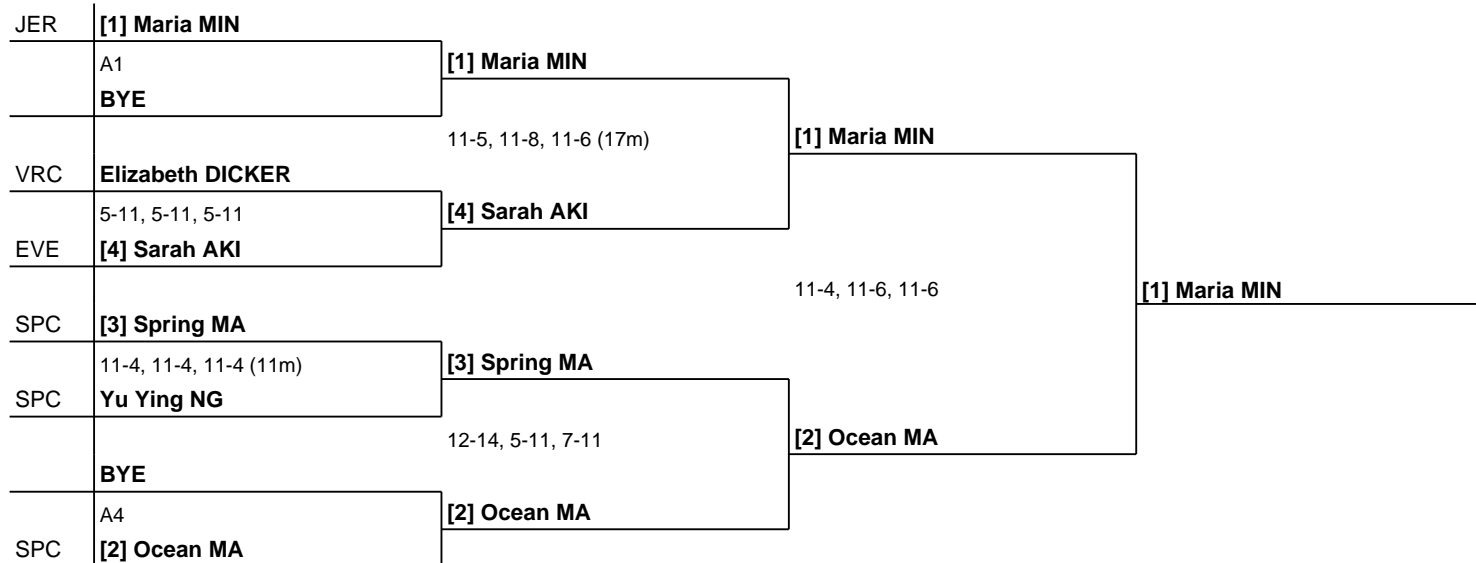 JER [1] Maria MIN
A1 [1] Maria MIN
BYE
11-5, 11-8, 11-6 (17m) [1] Maria MIN
VRC Elizabeth DICKER
5-11, 5-11, 5-11 [4] Sarah AKI
EVE [4] Sarah AKI
11-4, 11-6, 11-6 [1] Maria MIN
SPC [3] Spring MA
11-4, 11-4, 11-4 (11m) [3] Spring MA
SPC Yu Ying NG
12-14, 5-11, 7-11 [2] Ocean MA
BYE
A4 [2] Ocean MA
SPC [2] Ocean MA